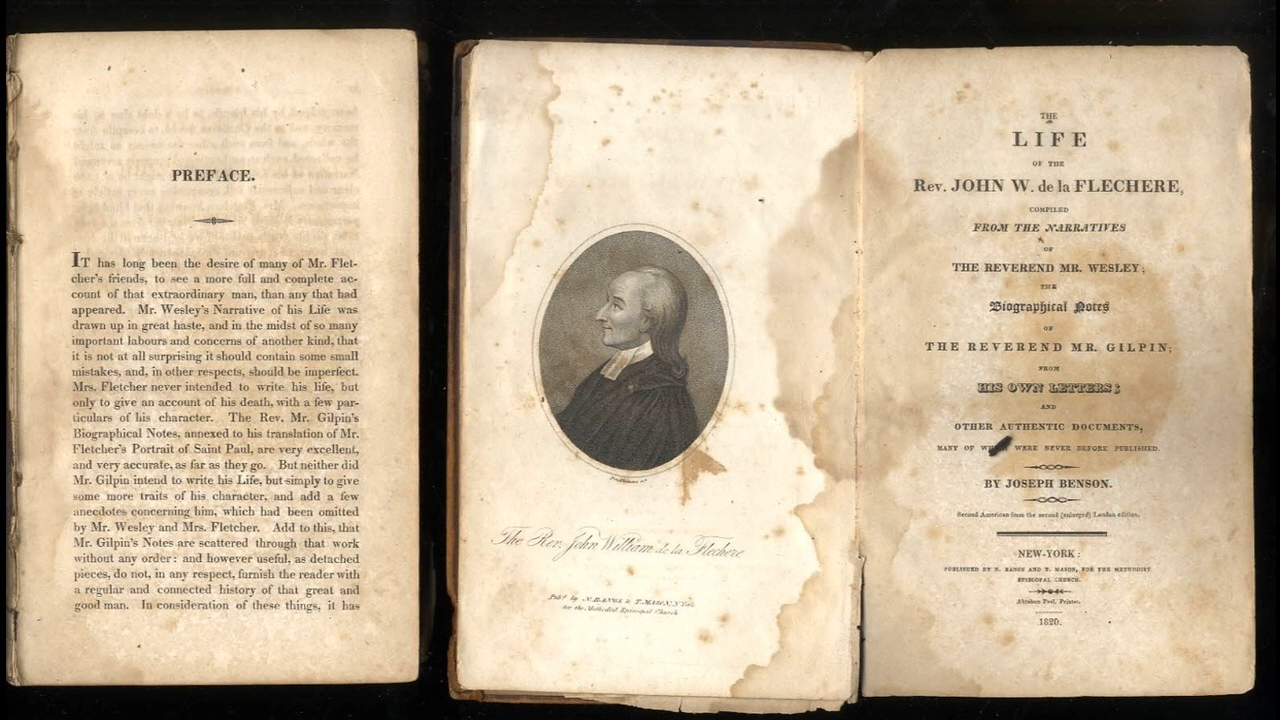 PREFACE.
IT has long been the desire of many of Mr. Flet-
cher's friends, to see a more full and complete ac-
count of that extraordinary man, than any that had
appeared. Mr. Wesley's Narrative of his Life was
drawn up in great haste, and in the midst of so many
important labours and concerns of another kind, that
it is not at all surprising it should contain some small
mistakes, and, in other respects, should be imperfect.
Mrs. Fletcher never intended to write his life, but
only to give an account of his death, with a few par-
ticulars of his character. The Rev. Mr. Gilpin's
Biographical Notes, annexed to his translation of Mr.
Fletcher's Portrait of Saint Paul, are very excellent,
and very accurate, as far as they go. But neither did
Mr. Gilpin intend to write his Life, but simply to give
some more traits of his character, and add a few
anecdotes concerning him, which had been omitted
by Mr. Wesley and Mrs. Fletcher. Add to this, that
Mr. Gilpin's Notes are scattered through that work
without any order: and however useful, as detached
pieces, do not, in any respect, furnish the reader with
a regular and connected history of that great and
good man. In consideration of these things, it has
The Rev. John William de la Flechere
Pubd by N. BANGS & T. MASON N York
for the Methodist Episcopal Church
THE
LIFE
OF THE
Rev. JOHN W. de la FLECHERE,
COMPILED
FROM THE NARRATIVES
OF
THE REVEREND MR. WESLEY;
THE
Biographical Notes
OF
THE REVEREND MR. GILPIN;
FROM
HIS OWN LETTERS;
AND
OTHER AUTHENTIC DOCUMENTS,
MANY OF WHICH WERE NEVER BEFORE PUBLISHED.
BY JOSEPH BENSON.
Second American from the second (enlarged) London edition.
NEW-YORK:
PUBLISHED BY N. BANGS AND T. MASON, FOR THE METHODIST
EPISCOPAL CHURCH.
Abraham Paul, Printer.
1820.